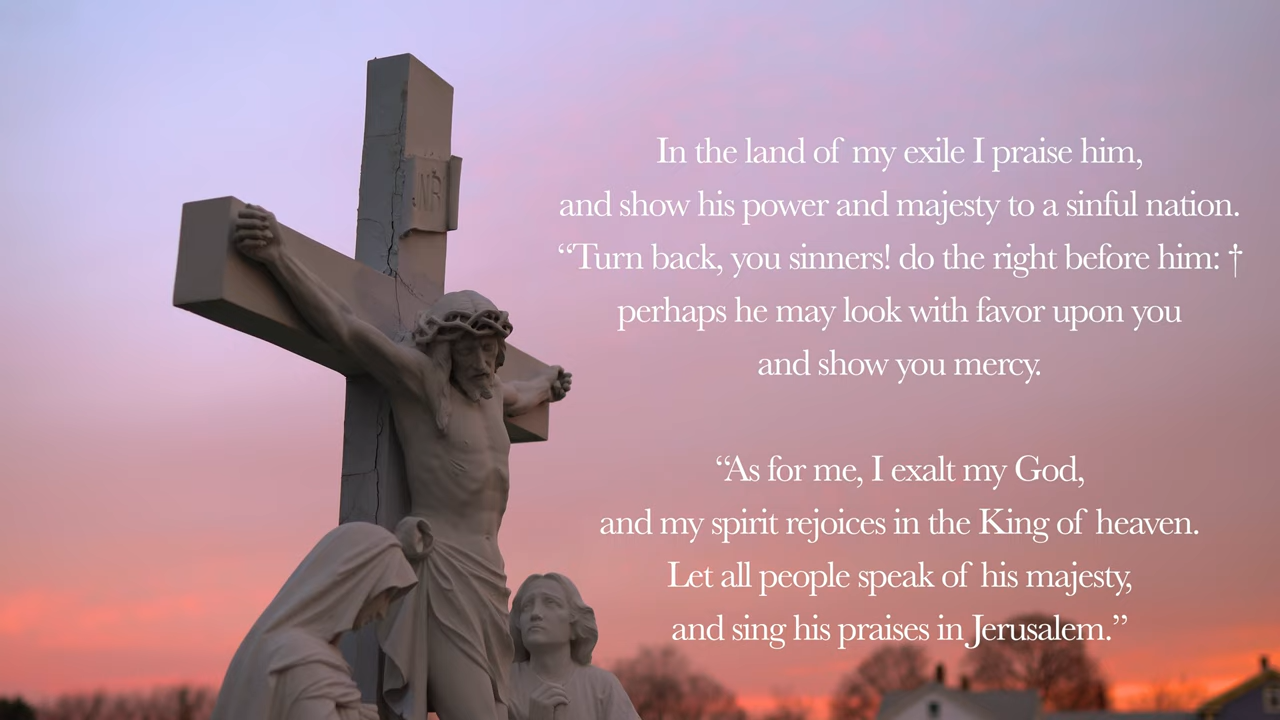 INRI
In the land of my exile I praise him,
and show his power and majesty to a sinful nation.
“Turn back, you sinners! do the right before him: †
perhaps he may look with favor upon you
and show you mercy.
“As for me, I exalt my God,
and my spirit rejoices in the King of heaven.
Let all people speak of his majesty,
and sing his praises in Jerusalem.”